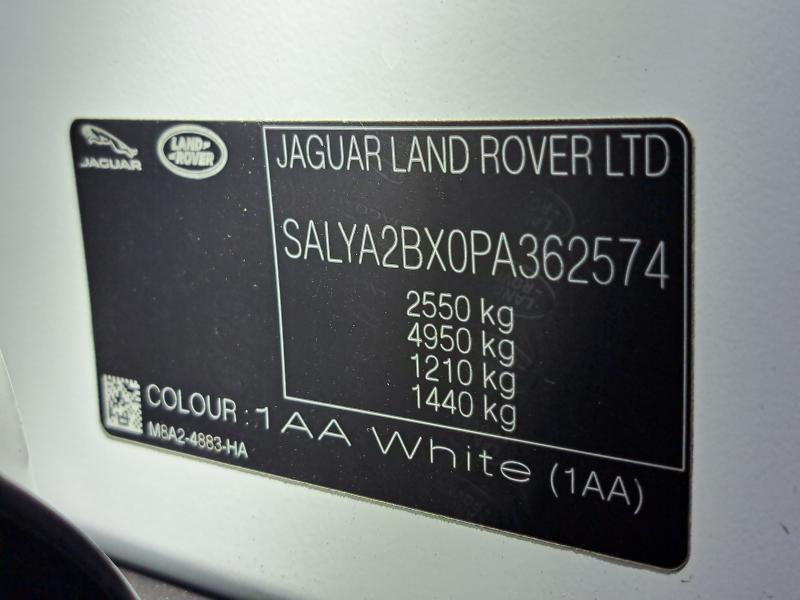 JAGUAR
LAND
ROVER
JAGUAR LAND ROVER LTD
SALYA2BX0PA362574
2550 kg
4950 kg
1210 kg
1440 kg
COLOUR : 1AA White (1AA)
M8A2-4883-HA